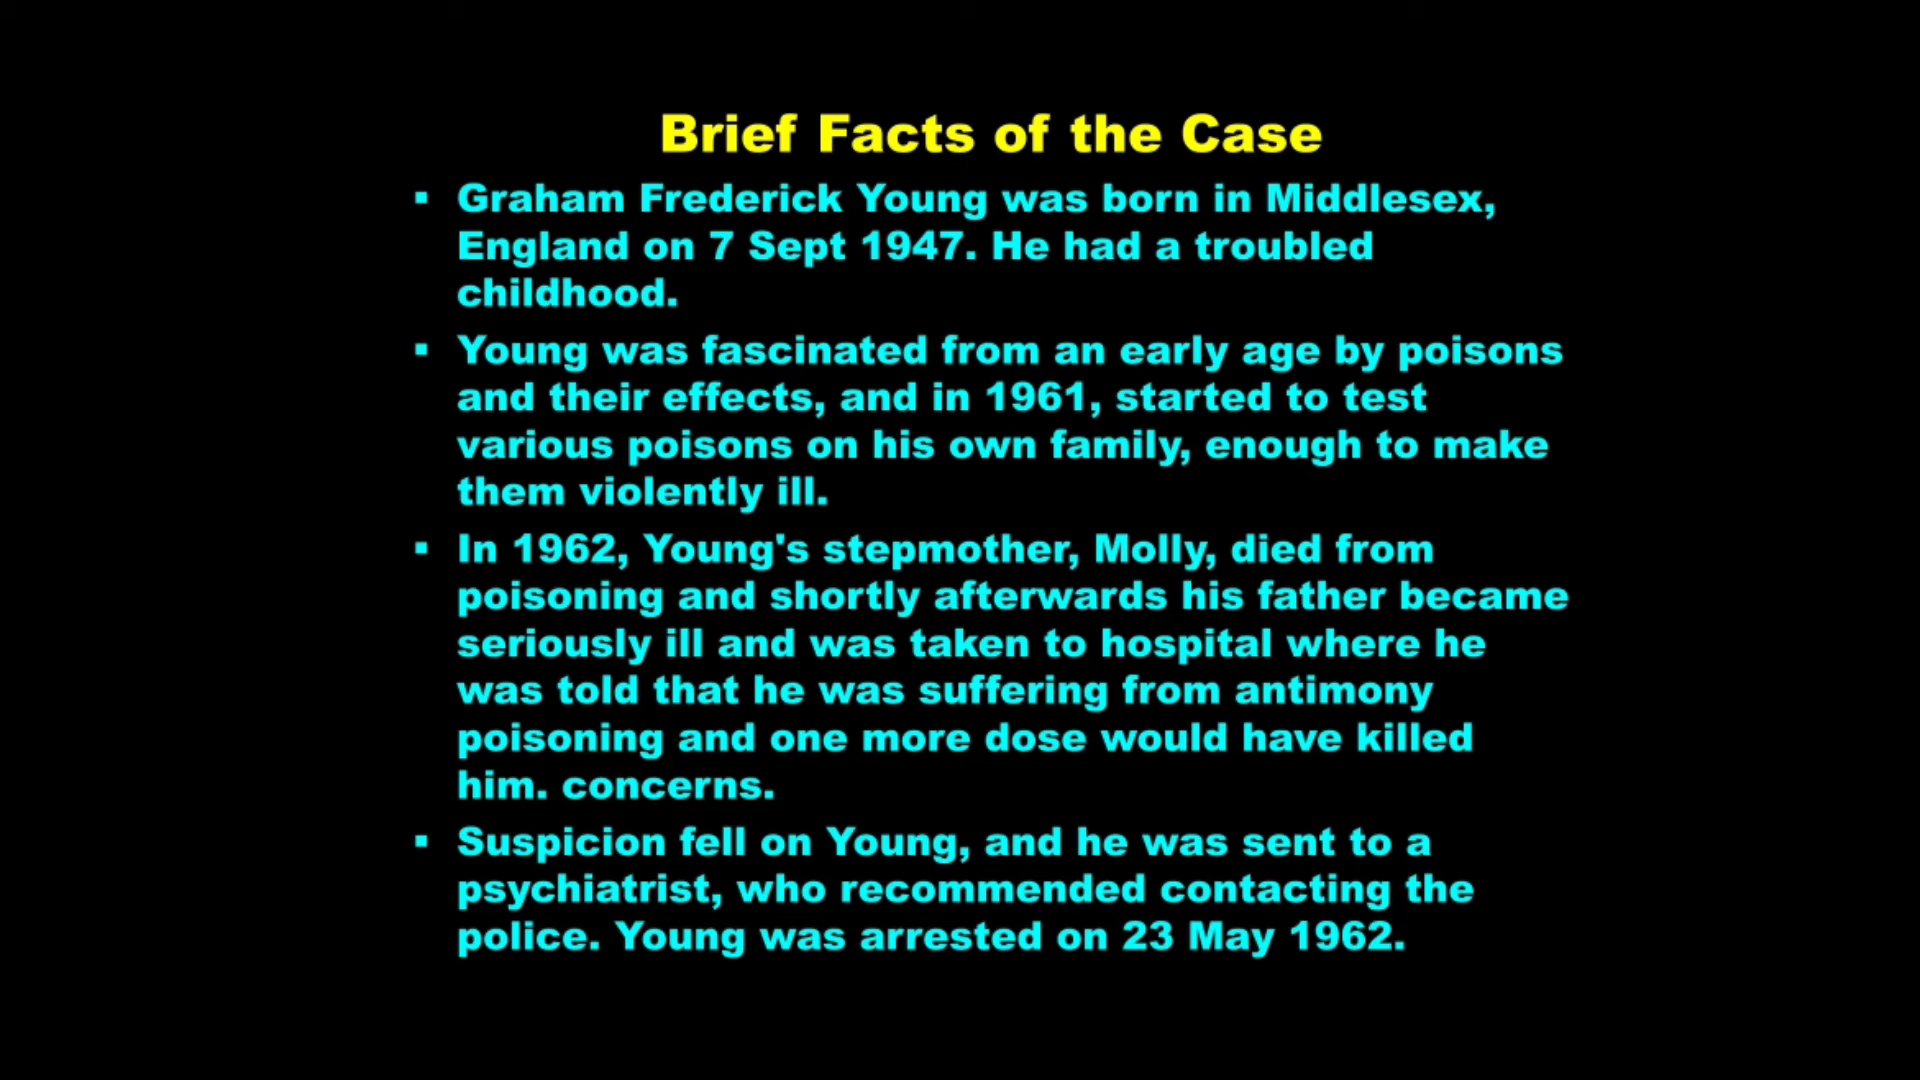 Brief Facts of the Case
▪ Graham Frederick Young was born in Middlesex,
England on 7 Sept 1947. He had a troubled
childhood.
▪ Young was fascinated from an early age by poisons
and their effects, and in 1961, started to test
various poisons on his own family, enough to make
them violently ill.
▪ In 1962, Young's stepmother, Molly, died from
poisoning and shortly afterwards his father became
seriously ill and was taken to hospital where he
was told that he was suffering from antimony
poisoning and one more dose would have killed
him. concerns.
▪ Suspicion fell on Young, and he was sent to a
psychiatrist, who recommended contacting the
police. Young was arrested on 23 May 1962.